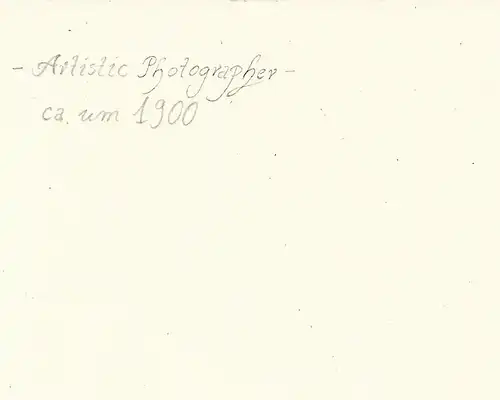 - Artistic Photographer -
ca. um 1900